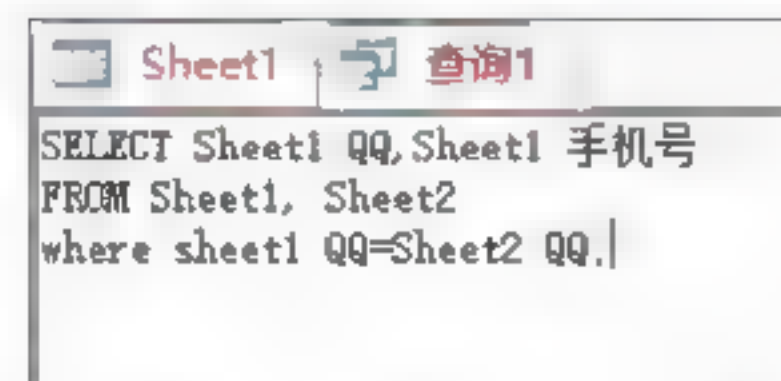 Sheet1 查询1
SELECT Sheet1 QQ,Sheet1 手机号
FROM Sheet1, Sheet2
where sheet1 QQ=Sheet2 QQ.